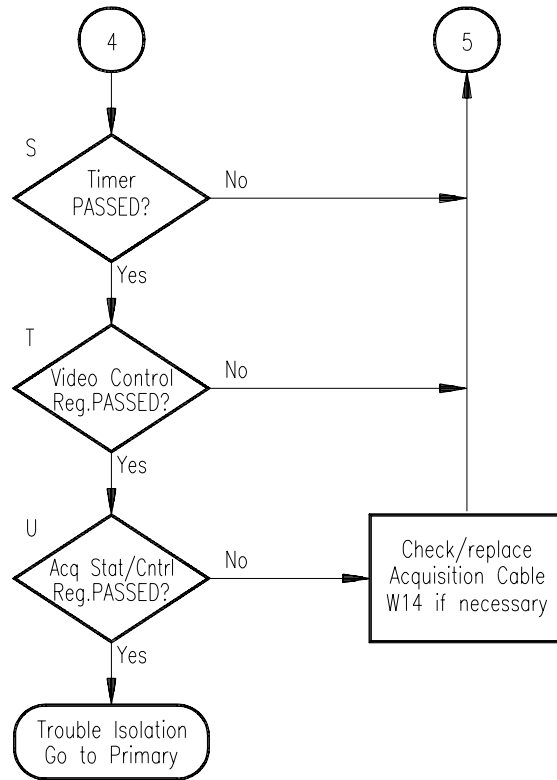 4
5
S
Timer
PASSED?
No
Yes
T
Video Control
Reg.PASSED?
No
Yes
U
Acq Stat/Cntrl
Reg.PASSED?
No
Check/replace
Acquisition Cable
W14 if necessary
Yes
Trouble Isolation
Go to Primary